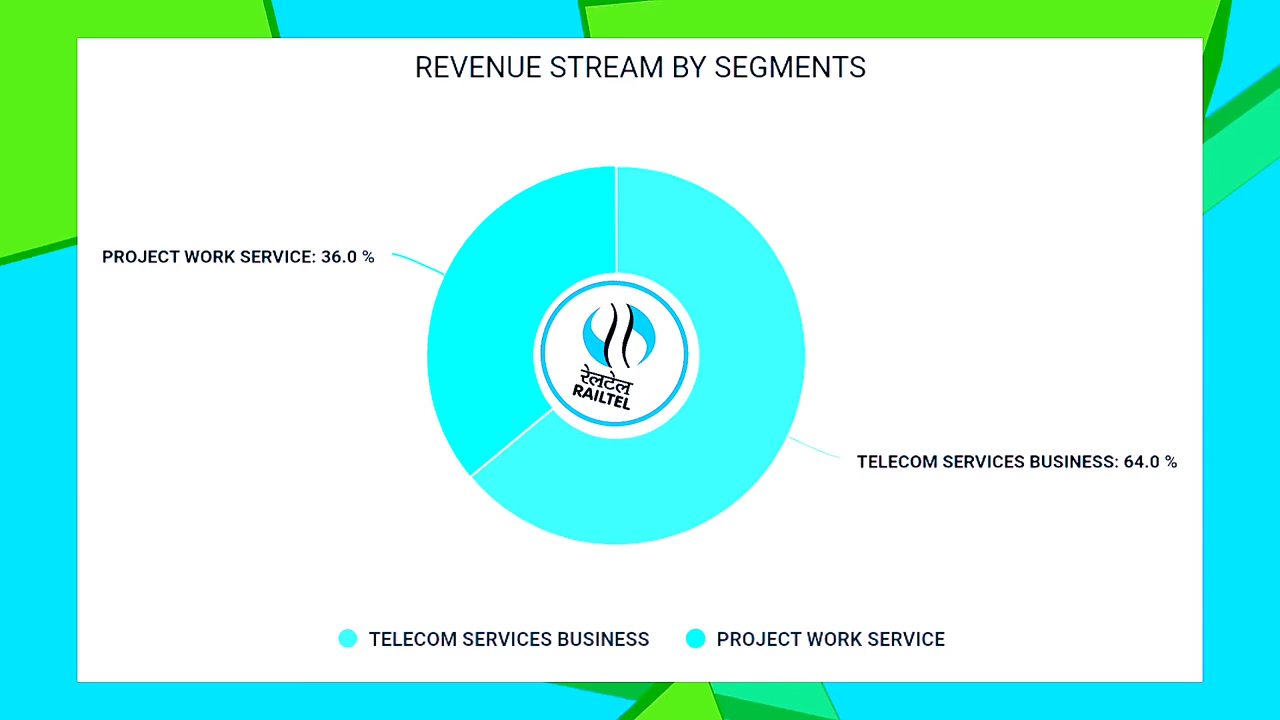 REVENUE STREAM BY SEGMENTS
PROJECT WORK SERVICE: 36.0 %
रेलटेल
RAILTEL
TELECOM SERVICES BUSINESS: 64.0 %
TELECOM SERVICES BUSINESS
PROJECT WORK SERVICE